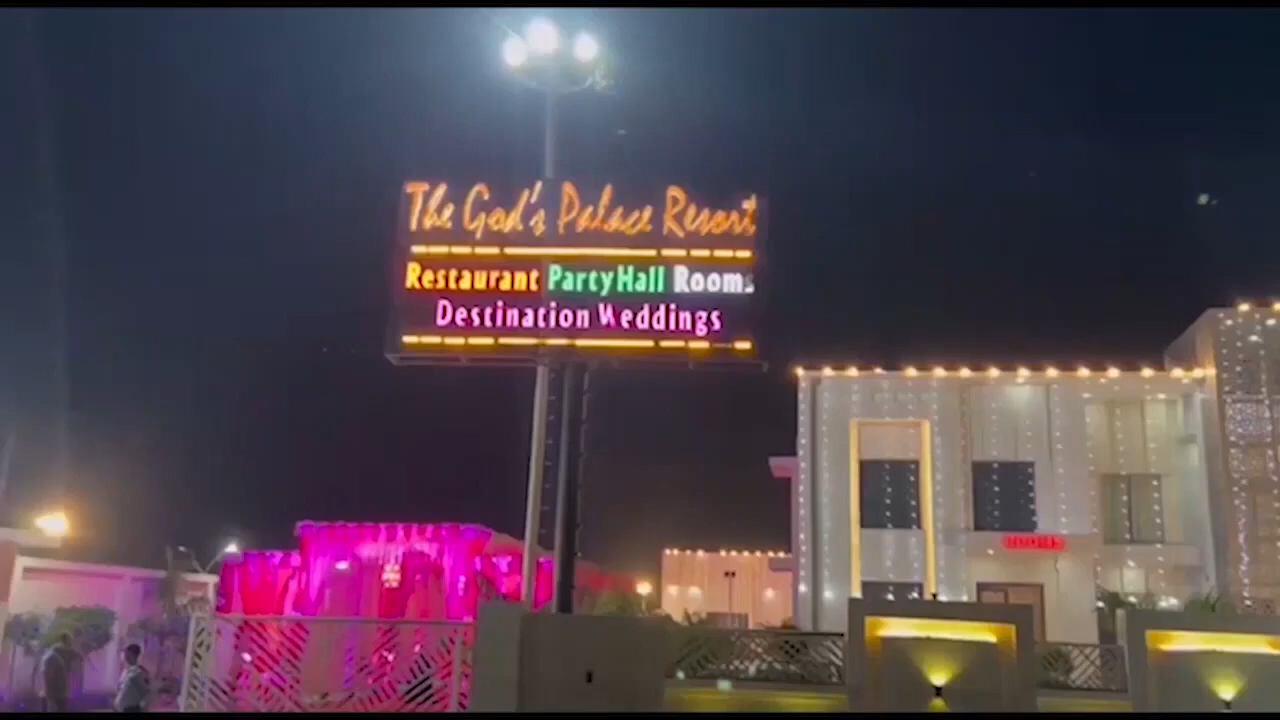 The God's Palace Resort
Restaurant PartyHall Rooms
Destination Weddings